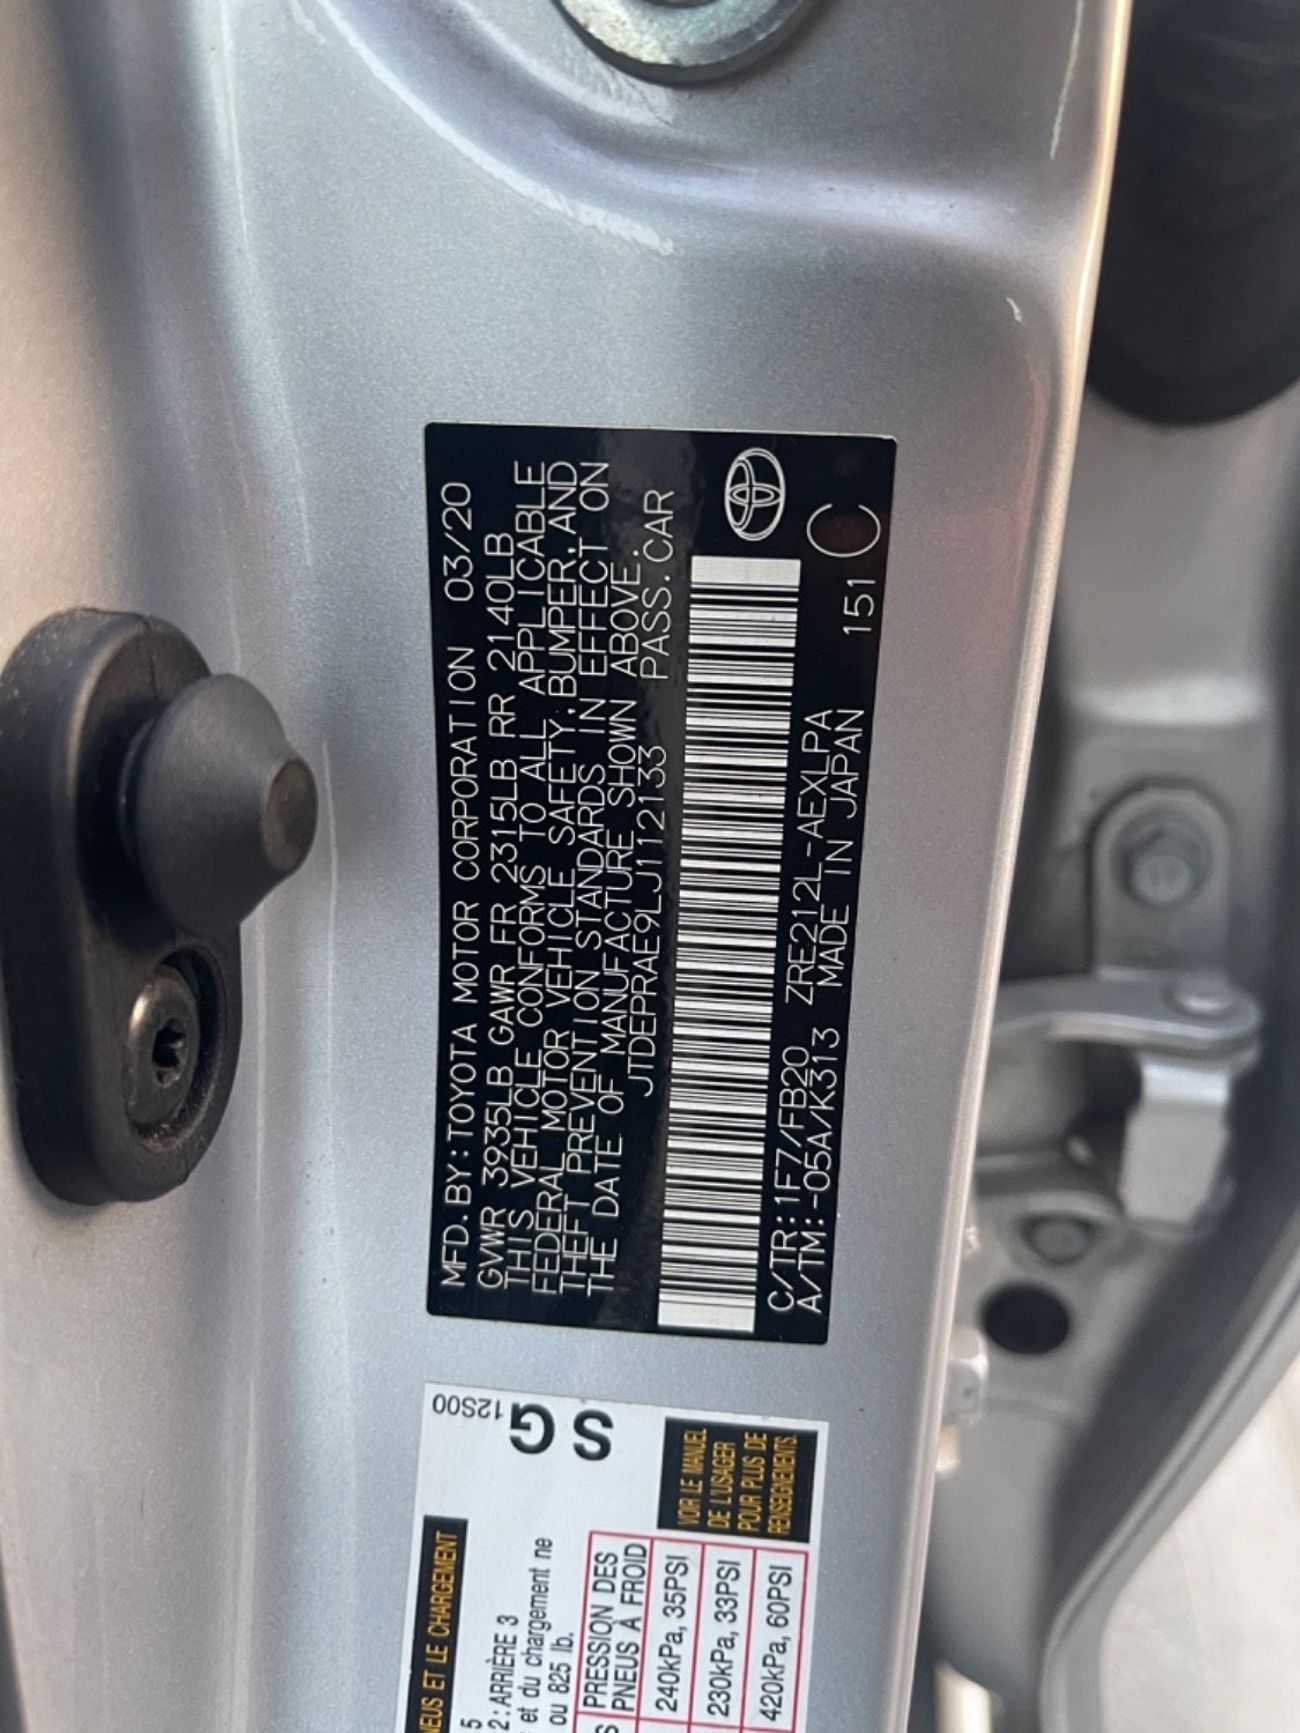 MFD.BY:TOYOTA MOTOR CORPORATION 03/20
GVWR 3935LB GAWR FR 2315LB RR 2140LB
THIS VEHICLE CONFORMS TO ALL APPLICABLE
FEDERAL MOTOR VEHICLE SAFETY,BUMPER,AND
THEFT PREVENTION STANDARDS IN EFFECT ON
THE DATE OF MANUFACTURE SHOWN ABOVE.
JTDEPRAE9LJ112133 PASS.CAR
C/TR:1F7/FB20 ZRE212L-AEXLPA 151 C
A/TM:-05A/K313 MADE IN JAPAN
12S00
SG
NEUS ET LE CHARGEMENT
5
2:ARRIÈRE 3
et du chargement ne
ou 825 lb.
PRESSION DES
PNEUS À FROID
240kPa, 35PSI
230kPa, 33PSI
420kPa, 60PSI
VOIR LE MANUEL
DE L'USAGER
POUR PLUS DE
RENSEIGNEMENTS.